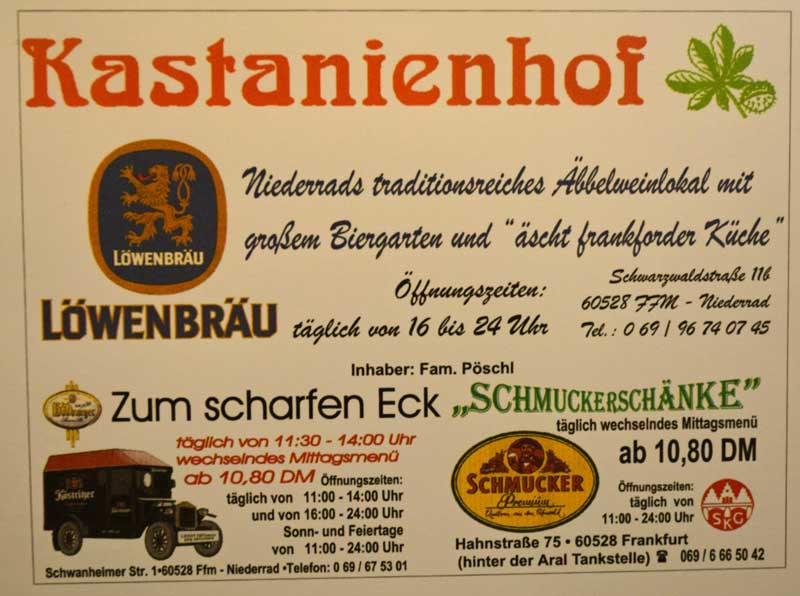 Kastanienhof
Niederrads traditionsreiches Äbbelweinlokal mit
großem Biergarten und "äscht frankforder Küche"
LÖWENBRÄU
LÖWENBRÄU
Öffnungszeiten:
täglich von 16 bis 24 Uhr
Schwarzwaldstraße 11b
60528 FFM - Niederrad
Tel.: 0 69 / 96 74 07 45
Inhaber: Fam. Pöschl
Zum scharfen Eck
täglich von 11:30 - 14:00 Uhr
wechselndes Mittagsmenü
ab 10,80 DM
Öffnungszeiten:
täglich von 11:00 - 14:00 Uhr
und von 16:00 - 24:00 Uhr
Sonn- und Feiertage
von 11:00 - 24:00 Uhr
Köstritzer
Schwanheimer Str. 1•60528 Ffm - Niederrad •Telefon: 0 69 / 67 53 01
„SCHMUCKERSCHÄNKE”
täglich wechselndes Mittagsmenü
ab 10,80 DM
SCHMUCKER
Premium
Öffnungszeiten:
täglich von
11:00 - 24:00 Uhr
SKG
Hahnstraße 75 • 60528 Frankfurt
(hinter der Aral Tankstelle) ☎ 069 / 6 66 50 42